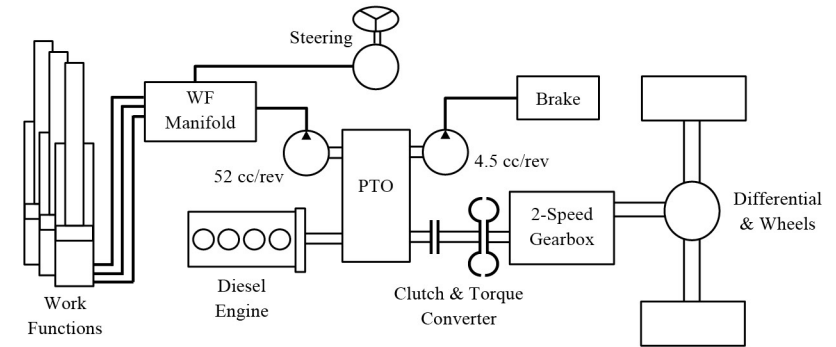 Steering
WF
Manifold
Brake
52 cc/rev
4.5 cc/rev
PTO
2-Speed
Gearbox
Differential
& Wheels
Diesel
Engine
Clutch & Torque
Converter
Work
Functions